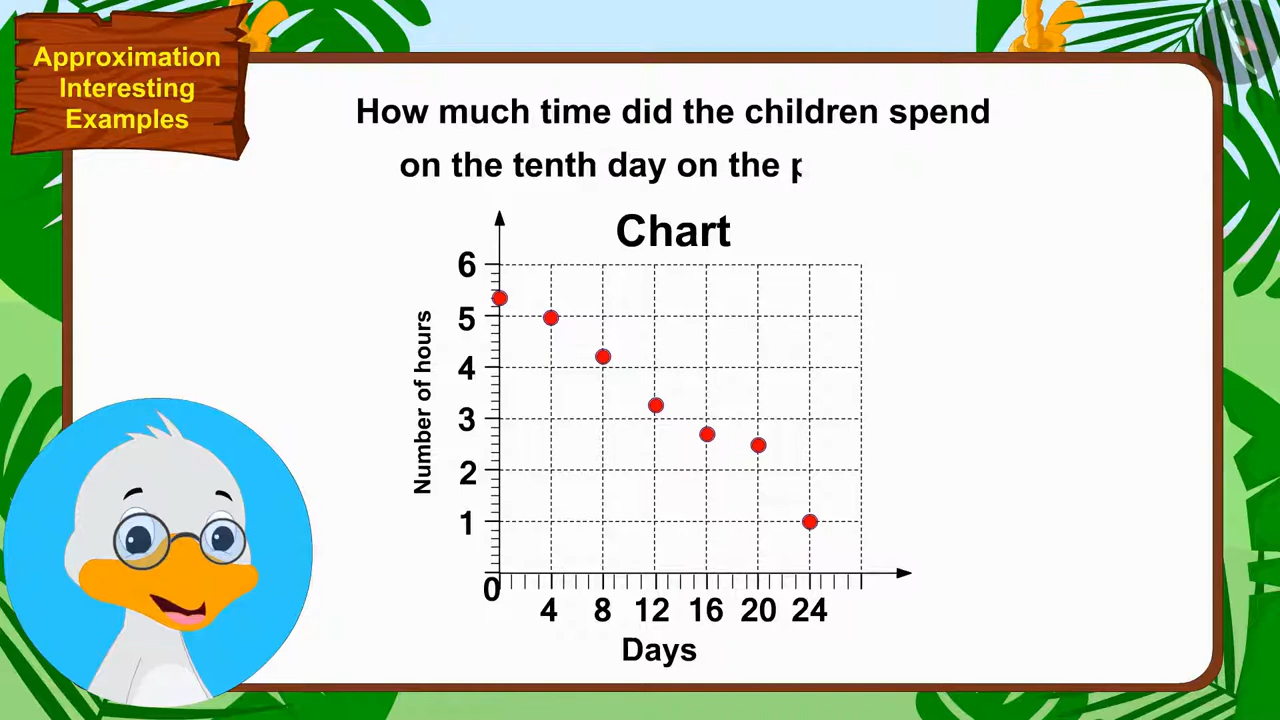 Approximation
Interesting
Examples
How much time did the children spend
on the tenth day on the p
Chart
6
5
4
3
2
1
0
Number of hours
4 8 12 16 20 24
Days